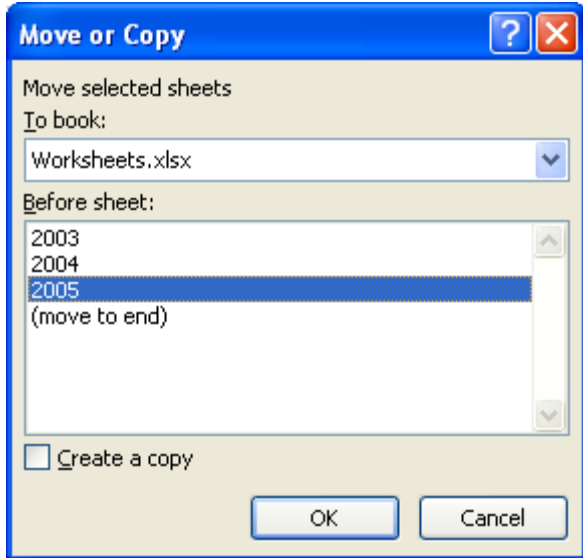 Move or Copy
Move selected sheets
To book:
Worksheets.xlsx
Before sheet:
2003
2004
2005
(move to end)
Create a copy
OK Cancel